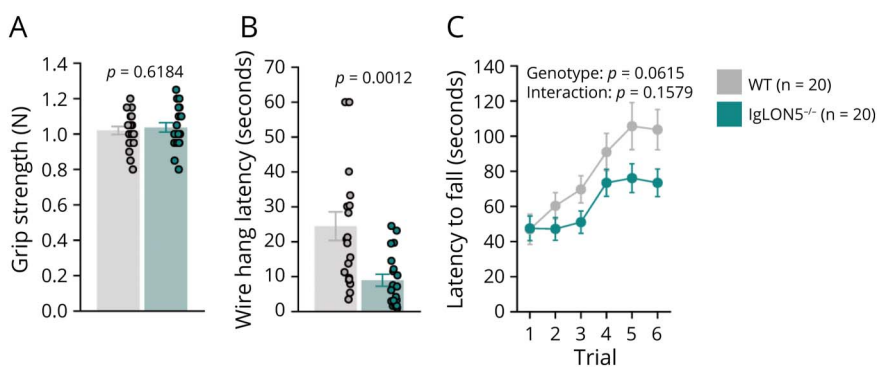 A
Grip strength (N)
1.4
1.2
1.0
0.8
0.6
0.4
0.2
0.0
p = 0.6184
B
Wire hang latency (seconds)
70
60
50
40
30
20
10
0
p = 0.0012
C
Latency to fall (seconds)
140
120
100
80
60
40
20
0
Genotype: p = 0.0615
Interaction: p = 0.1579
1 2 3 4 5 6
Trial
WT (n = 20)
IgLON5⁻/⁻ (n = 20)